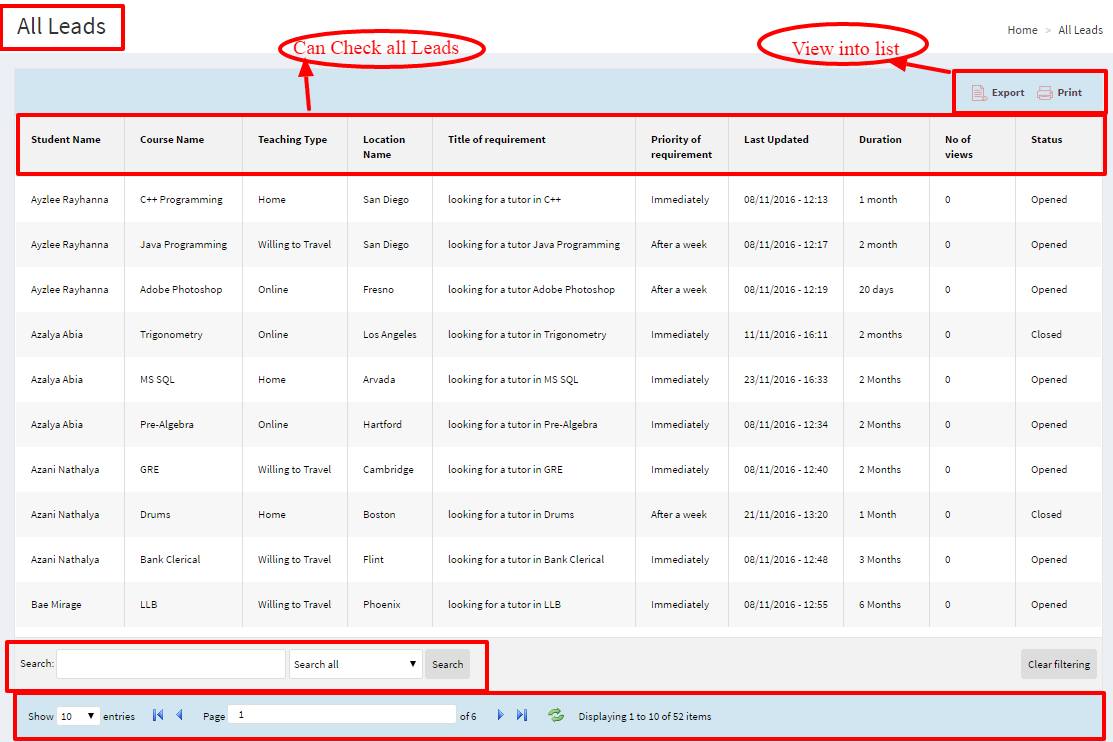 All Leads
Can Check all Leads
View into list
Home > All Leads
Export Print
Student Name Course Name Teaching Type Location Name Title of requirement Priority of requirement Last Updated Duration No of views Status
Ayzlee Rayhanna C++ Programming Home San Diego looking for a tutor in C++ Immediately 08/11/2016 - 12:13 1 month 0 Opened
Ayzlee Rayhanna Java Programming Willing to Travel San Diego looking for a tutor Java Programming After a week 08/11/2016 - 12:17 2 month 0 Opened
Ayzlee Rayhanna Adobe Photoshop Online Fresno looking for a tutor Adobe Photoshop After a week 08/11/2016 - 12:19 20 days 0 Opened
Azalya Abia Trigonometry Online Los Angeles looking for a tutor in Trigonometry Immediately 11/11/2016 - 16:11 2 months 0 Closed
Azalya Abia MS SQL Home Arvada looking for a tutor in MS SQL Immediately 23/11/2016 - 16:33 2 Months 0 Opened
Azalya Abia Pre-Algebra Online Hartford looking for a tutor in Pre-Algebra Immediately 08/11/2016 - 12:34 2 Months 0 Opened
Azani Nathalya GRE Willing to Travel Cambridge looking for a tutor in GRE Immediately 08/11/2016 - 12:40 2 Months 0 Opened
Azani Nathalya Drums Home Boston looking for a tutor in Drums After a week 21/11/2016 - 13:20 1 Month 0 Closed
Azani Nathalya Bank Clerical Willing to Travel Flint looking for a tutor in Bank Clerical Immediately 08/11/2016 - 12:48 3 Months 0 Opened
Bae Mirage LLB Willing to Travel Phoenix looking for a tutor in LLB Immediately 08/11/2016 - 12:55 6 Months 0 Opened
Search: Search all Search Clear filtering
Show 10 entries Page 1 of 6 Displaying 1 to 10 of 52 items